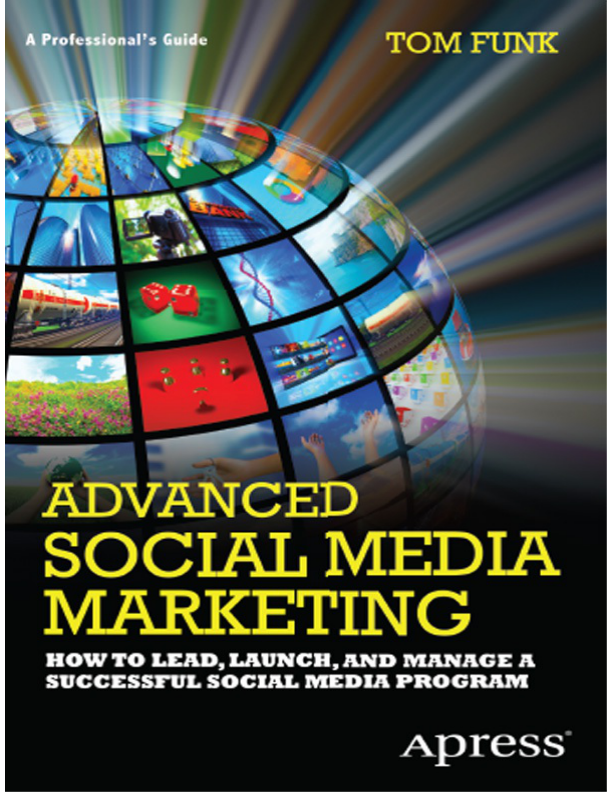 A Professional's Guide
TOM FUNK
BANK
ADVANCED
SOCIAL MEDIA
MARKETING
HOW TO LEAD, LAUNCH, AND MANAGE A
SUCCESSFUL SOCIAL MEDIA PROGRAM
Apress®